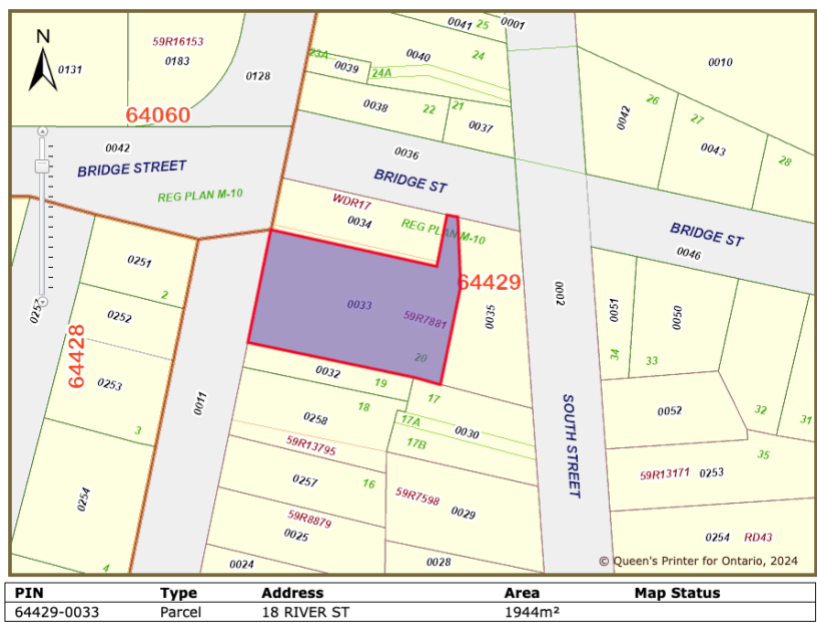 0041 25 0001
59R16153
N
23A 0040 24
0131 0183
0039 24A
0010
0128
26
0038 22 21
64060
0037 0042 27
0042
0036 0043
28
BRIDGE STREET
BRIDGE ST
REG PLAN M-10
WDR17
0034 REG PLAN M-10
BRIDGE ST
0046
0251
64429
2
0002
0033
59R7881 0035 0051 0050
0252
64428
20
34 33
0032 19
0253
17
0011
18
32
0258 17A
0052 31
3
0030
SOUTH STREET
59R13795 17B
35
0257 16
59R13171 0253
0254
59R7598 0029
59R8879
0025
0254 RD43
0024 0028
4
© Queen's Printer for Ontario, 2024
PIN Type Address Area Map Status
64429-0033 Parcel 18 RIVER ST 1944m²